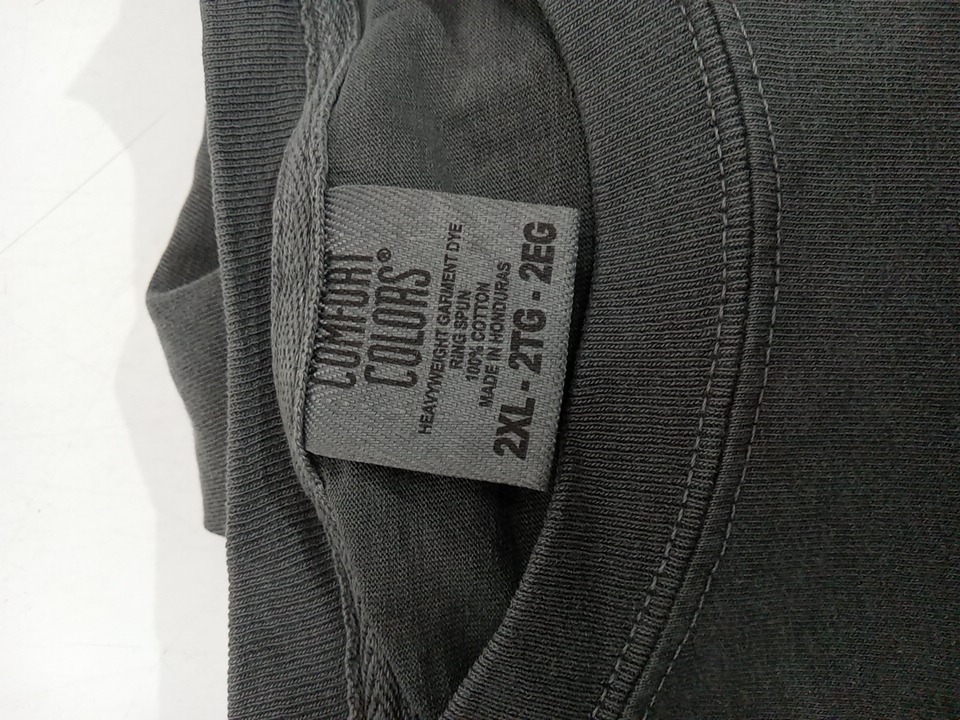 COMFORT
COLORS®
HEAVYWEIGHT GARMENT DYE
RING SPUN
100% COTTON
MADE IN HONDURAS
2XL - 2TG - 2EG